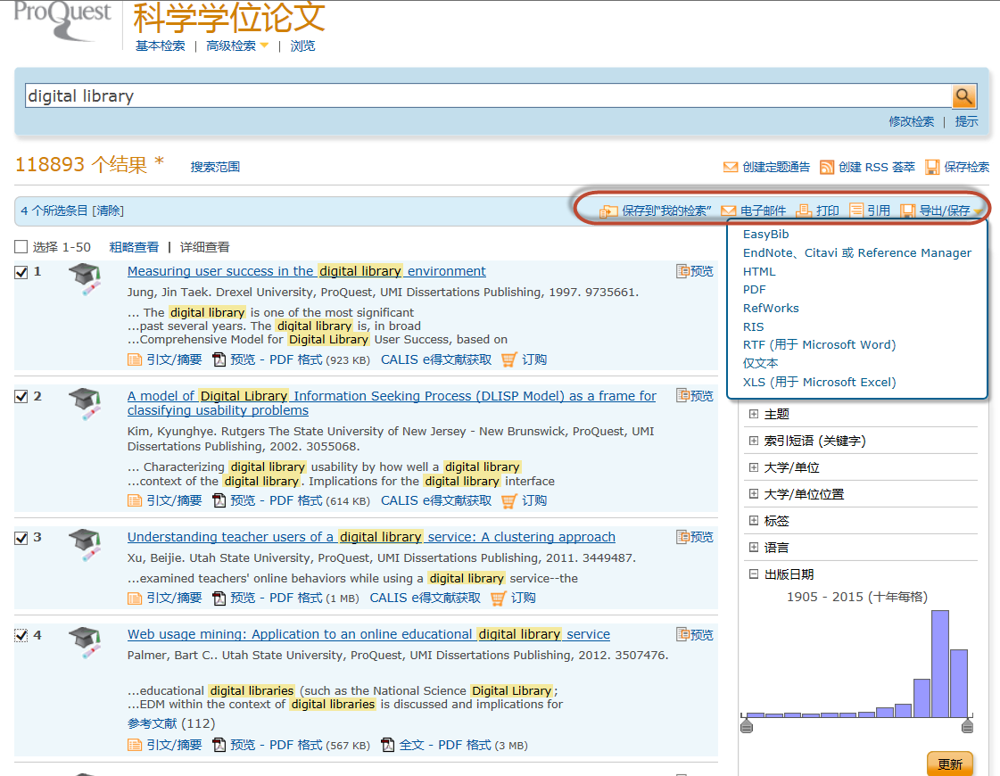 ProQuest
科学学位论文
基本检索 | 高级检索 | 浏览
digital library
修改检索 | 提示
118893 个结果 * 搜索范围
创建定题通告 创建 RSS 荟萃 保存检索
4 个所选条目 [清除]
保存到"我的检索" 电子邮件 打印 引用 导出/保存
EasyBib
EndNote、Citavi 或 Reference Manager
HTML
PDF
RefWorks
RIS
RTF (用于 Microsoft Word)
仅文本
XLS (用于 Microsoft Excel)
选择 1-50 粗略查看 | 详细查看
1 Measuring user success in the digital library environment 预览
Jung, Jin Taek. Drexel University, ProQuest, UMI Dissertations Publishing, 1997. 9735661.
... The digital library is one of the most significant
...past several years. The digital library is, in broad
...Comprehensive Model for Digital Library User Success, based on
引文/摘要 预览 - PDF 格式 (923 KB) CALIS e得文献获取 订购
2 A model of Digital Library Information Seeking Process (DLISP Model) as a frame for 预览
classifying usability problems
Kim, Kyunghye. Rutgers The State University of New Jersey - New Brunswick, ProQuest, UMI
Dissertations Publishing, 2002. 3055068.
... Characterizing digital library usability by how well a digital library
...context of the digital library. Implications for the digital library interface
引文/摘要 预览 - PDF 格式 (614 KB) CALIS e得文献获取 订购
3 Understanding teacher users of a digital library service: A clustering approach 预览
Xu, Beijie. Utah State University, ProQuest, UMI Dissertations Publishing, 2011. 3449487.
...examined teachers' online behaviors while using a digital library service--the
引文/摘要 预览 - PDF 格式 (1 MB) CALIS e得文献获取 订购
4 Web usage mining: Application to an online educational digital library service 预览
Palmer, Bart C.. Utah State University, ProQuest, UMI Dissertations Publishing, 2012. 3507476.
...educational digital libraries (such as the National Science Digital Library;
...EDM within the context of digital libraries is discussed and implications for
参考文献 (112)
引文/摘要 预览 - PDF 格式 (567 KB) 全文 - PDF 格式 (3 MB)
主题
索引短语 (关键字)
大学/单位
大学/单位位置
标签
语言
出版日期
1905 - 2015 (十年每格)
更新